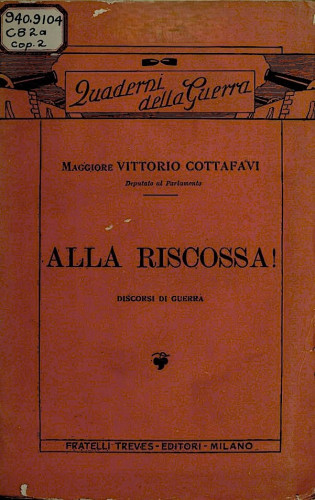 940.9104
CB2a
cop. 2
Quaderni
della Guerra
MAGGIORE VITTORIO COTTAFAVI
Deputato al Parlamento
ALLA RISCOSSA!
DISCORSI DI GUERRA
FRATELLI TREVES - EDITORI - MILANO